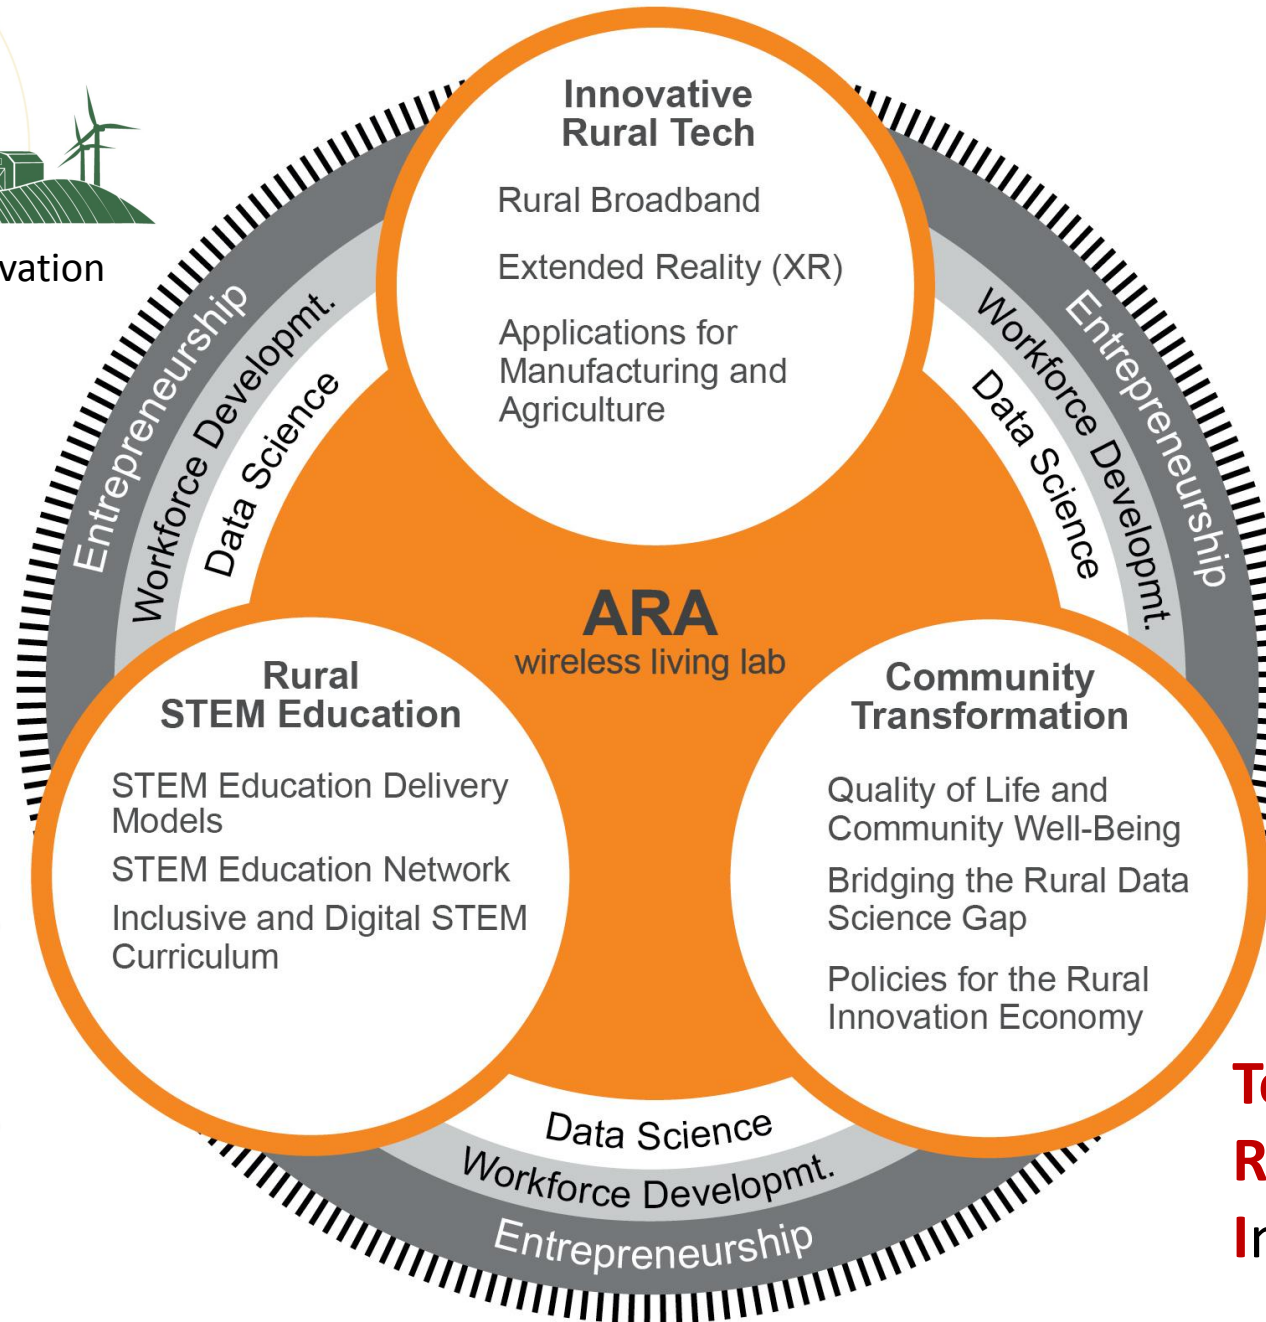 Innovative
Rural Tech
Rural Broadband
Extended Reality (XR)
Applications for
Manufacturing and
Agriculture
vation
Entrepreneurship
Workforce Developmt.
Data Science
Entrepreneurship
Workforce Developmt.
Data Science
ARA
wireless living lab
Rural
STEM Education
STEM Education Delivery
Models
STEM Education Network
Inclusive and Digital STEM
Curriculum
Community
Transformation
Quality of Life and
Community Well-Being
Bridging the Rural Data
Science Gap
Policies for the Rural
Innovation Economy
Data Science
Workforce Developmt.
Entrepreneurship
R